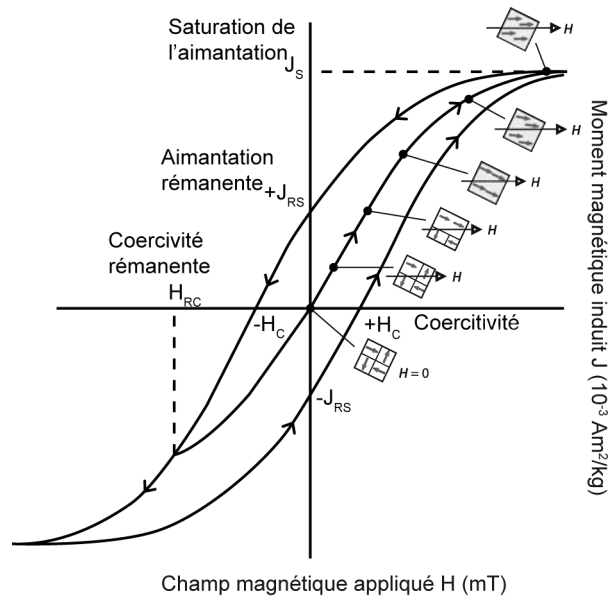 Saturation de
l'aimantation
J_S
H
H
Aimantation
rémanente
+J_RS
H
Coercivité
rémanente
H_RC
H
H
-H_C
+H_C
Coercitivité
H = 0
-J_RS
Moment magnétique induit J (10⁻³ Am²/kg)
Champ magnétique appliqué H (mT)